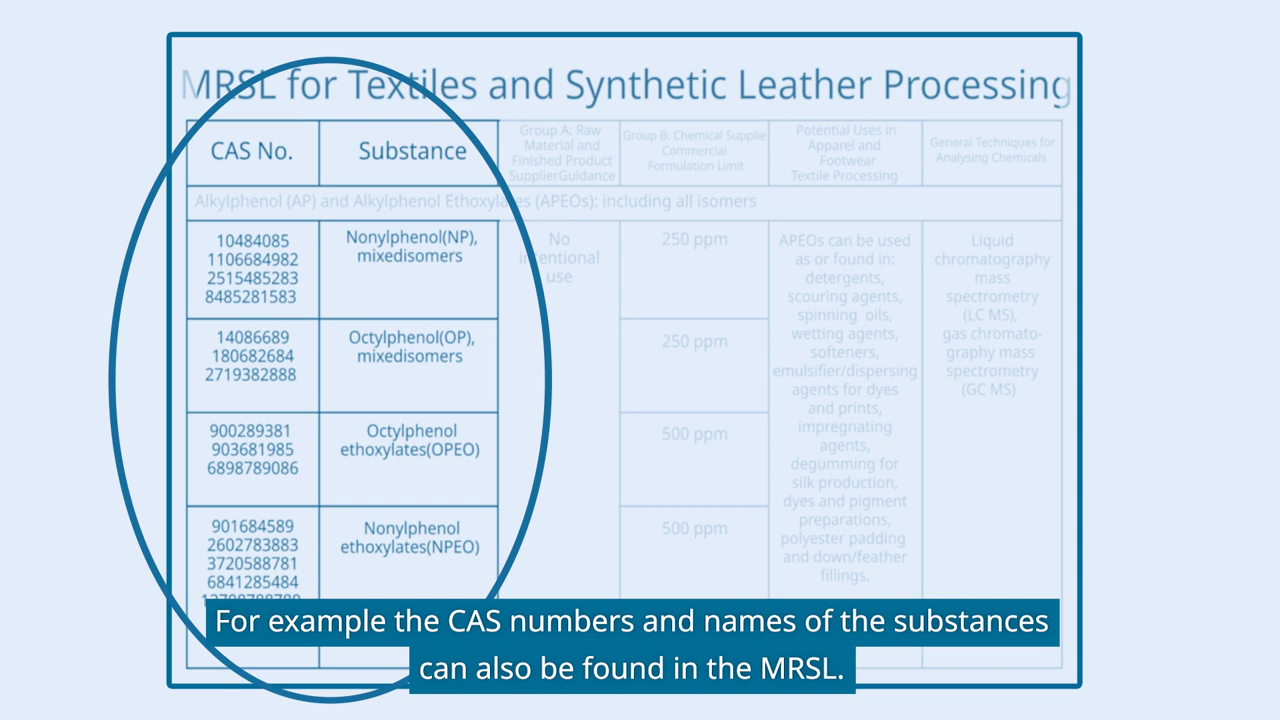 MRSL for Textiles and Synthetic Leather Processing
CAS No.
Substance
Group A: Raw
Material and
Finished Product
SupplierGuidance
Group B: Chemical Supplie
Commercial
Formulation Limit
Potential Uses in
Apparel and
Footwear
Textile Processing
General Techniques for
Analysing Chemicals
Alkylphenol (AP) and Alkylphenol Ethoxylates (APEOs): including all isomers
10484085
1106684982
2515485283
8485281583
Nonylphenol(NP),
mixedisomers
No
intentional
use
250 ppm
APEOs can be used
as or found in:
detergents,
scouring agents,
spinning oils,
wetting agents,
softeners,
emulsifier/dispersing
agents for dyes
and prints,
impregnating
agents,
degumming for
silk production,
dyes and pigment
preparations,
polyester padding
and down/feather
fillings.
Liquid
chromatography
mass
spectrometry
(LC MS),
gas chromato-
graphy mass
spectrometry
(GC MS)
14086689
180682684
2719382888
Octylphenol(OP),
mixedisomers
250 ppm
900289381
903681985
6898789086
Octylphenol
ethoxylates(OPEO)
500 ppm
901684589
2602783883
3720588781
6841285484
Nonylphenol
ethoxylates(NPEO)
500 ppm
For example the CAS numbers and names of the substances
can also be found in the MRSL.